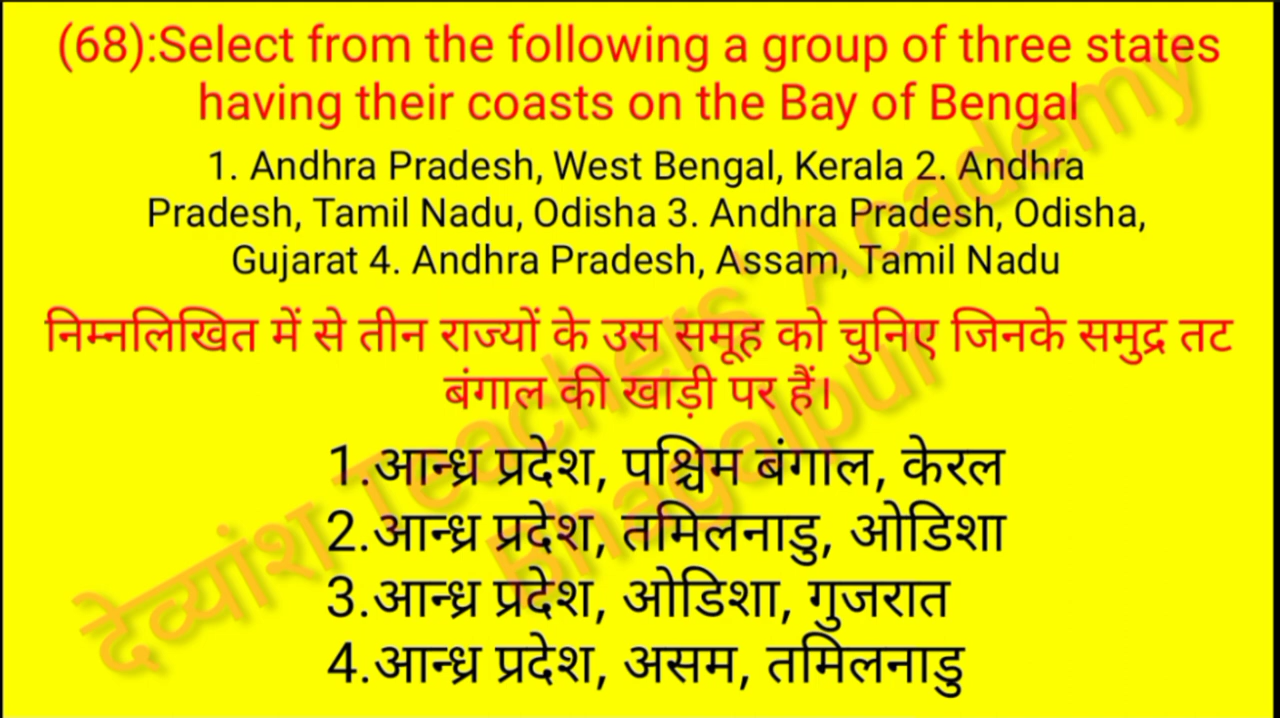 (68):Select from the following a group of three states
having their coasts on the Bay of Bengal
1. Andhra Pradesh, West Bengal, Kerala 2. Andhra
Pradesh, Tamil Nadu, Odisha 3. Andhra Pradesh, Odisha,
Gujarat 4. Andhra Pradesh, Assam, Tamil Nadu
निम्नलिखित में से तीन राज्यों के उस समूह को चुनिए जिनके समुद्र तट
बंगाल की खाड़ी पर हैं।
1.आन्ध्र प्रदेश, पश्चिम बंगाल, केरल
2.आन्ध्र प्रदेश, तमिलनाडु, ओडिशा
3.आन्ध्र प्रदेश, ओडिशा, गुजरात
4.आन्ध्र प्रदेश, असम, तमिलनाडु
देव्यांश Teachers' Academy
Bhagalpur